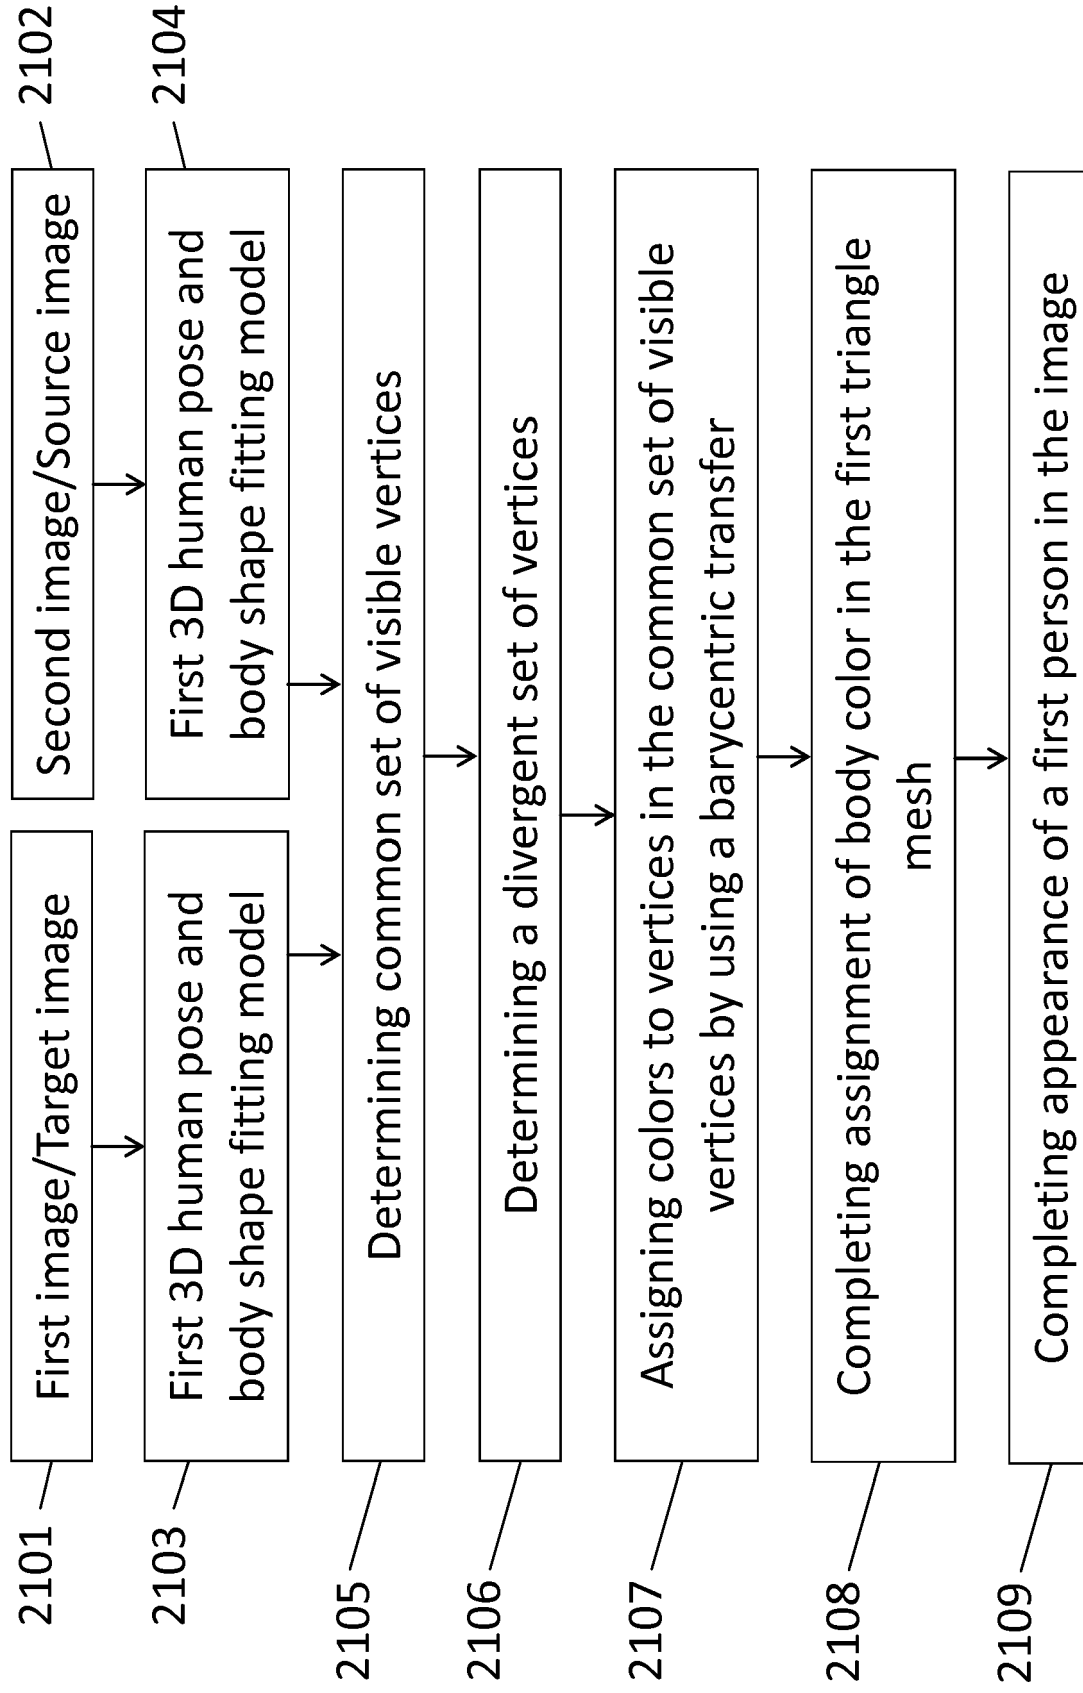 2101
First image/Target image
Second image/Source image
2102
2103
First 3D human pose and
body shape fitting model
First 3D human pose and
body shape fitting model
2104
2105
Determining common set of visible vertices
2106
Determining a divergent set of vertices
2107
Assigning colors to vertices in the common set of visible
vertices by using a barycentric transfer
2108
Completing assignment of body color in the first triangle
mesh
2109
Completing appearance of a first person in the image